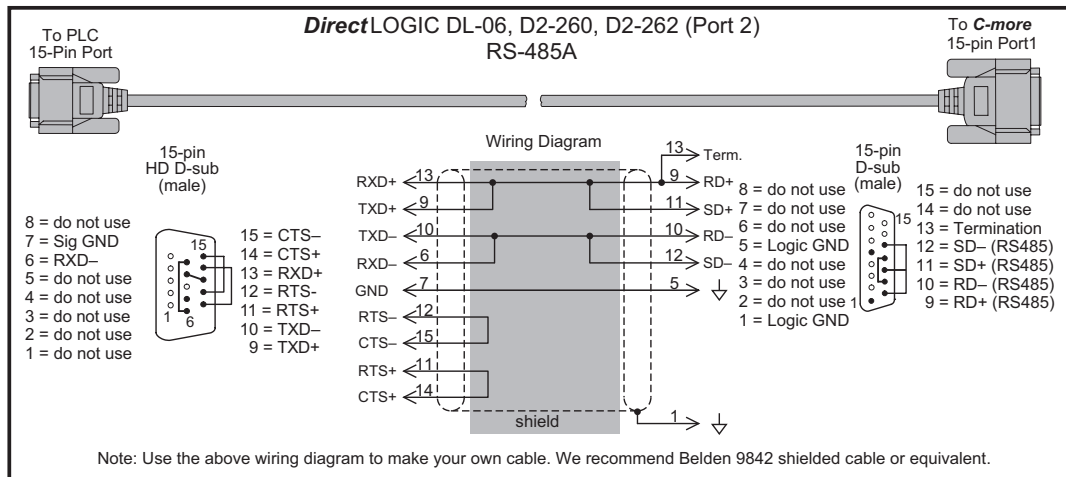 DirectLOGIC DL-06, D2-260, D2-262 (Port 2)
RS-485A
To PLC
15-Pin Port
To C-more
15-pin Port1
15-pin
HD D-sub
(male)
8 = do not use
7 = Sig GND
6 = RXD–
5 = do not use
4 = do not use
3 = do not use
2 = do not use
1 = do not use
15
1
6
15 = CTS–
14 = CTS+
13 = RXD+
12 = RTS-
11 = RTS+
10 = TXD–
9 = TXD+
Wiring Diagram
RXD+ 13
TXD+ 9
TXD– 10
RXD– 6
GND 7
RTS– 12
CTS– 15
RTS+ 11
CTS+ 14
shield
13 Term.
9 RD+
11 SD+
10 RD–
12 SD–
5
1
8 = do not use
7 = do not use
6 = do not use
5 = Logic GND
4 = do not use
3 = do not use
2 = do not use
1 = Logic GND
15-pin
D-sub
(male)
15
1
15 = do not use
14 = do not use
13 = Termination
12 = SD– (RS485)
11 = SD+ (RS485)
10 = RD– (RS485)
9 = RD+ (RS485)
Note: Use the above wiring diagram to make your own cable. We recommend Belden 9842 shielded cable or equivalent.